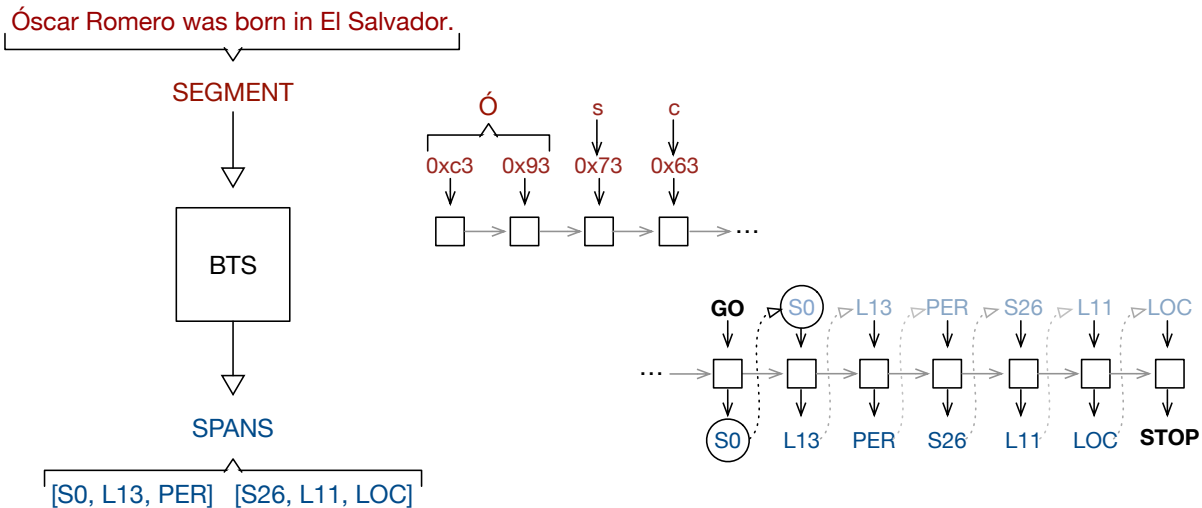 Óscar Romero was born in El Salvador.
SEGMENT
BTS
SPANS
[S0, L13, PER] [S26, L11, LOC]
Ó s c
0xc3 0x93 0x73 0x63
...
GO S0 L13 PER S26 L11 LOC
...
S0 L13 PER S26 L11 LOC STOP